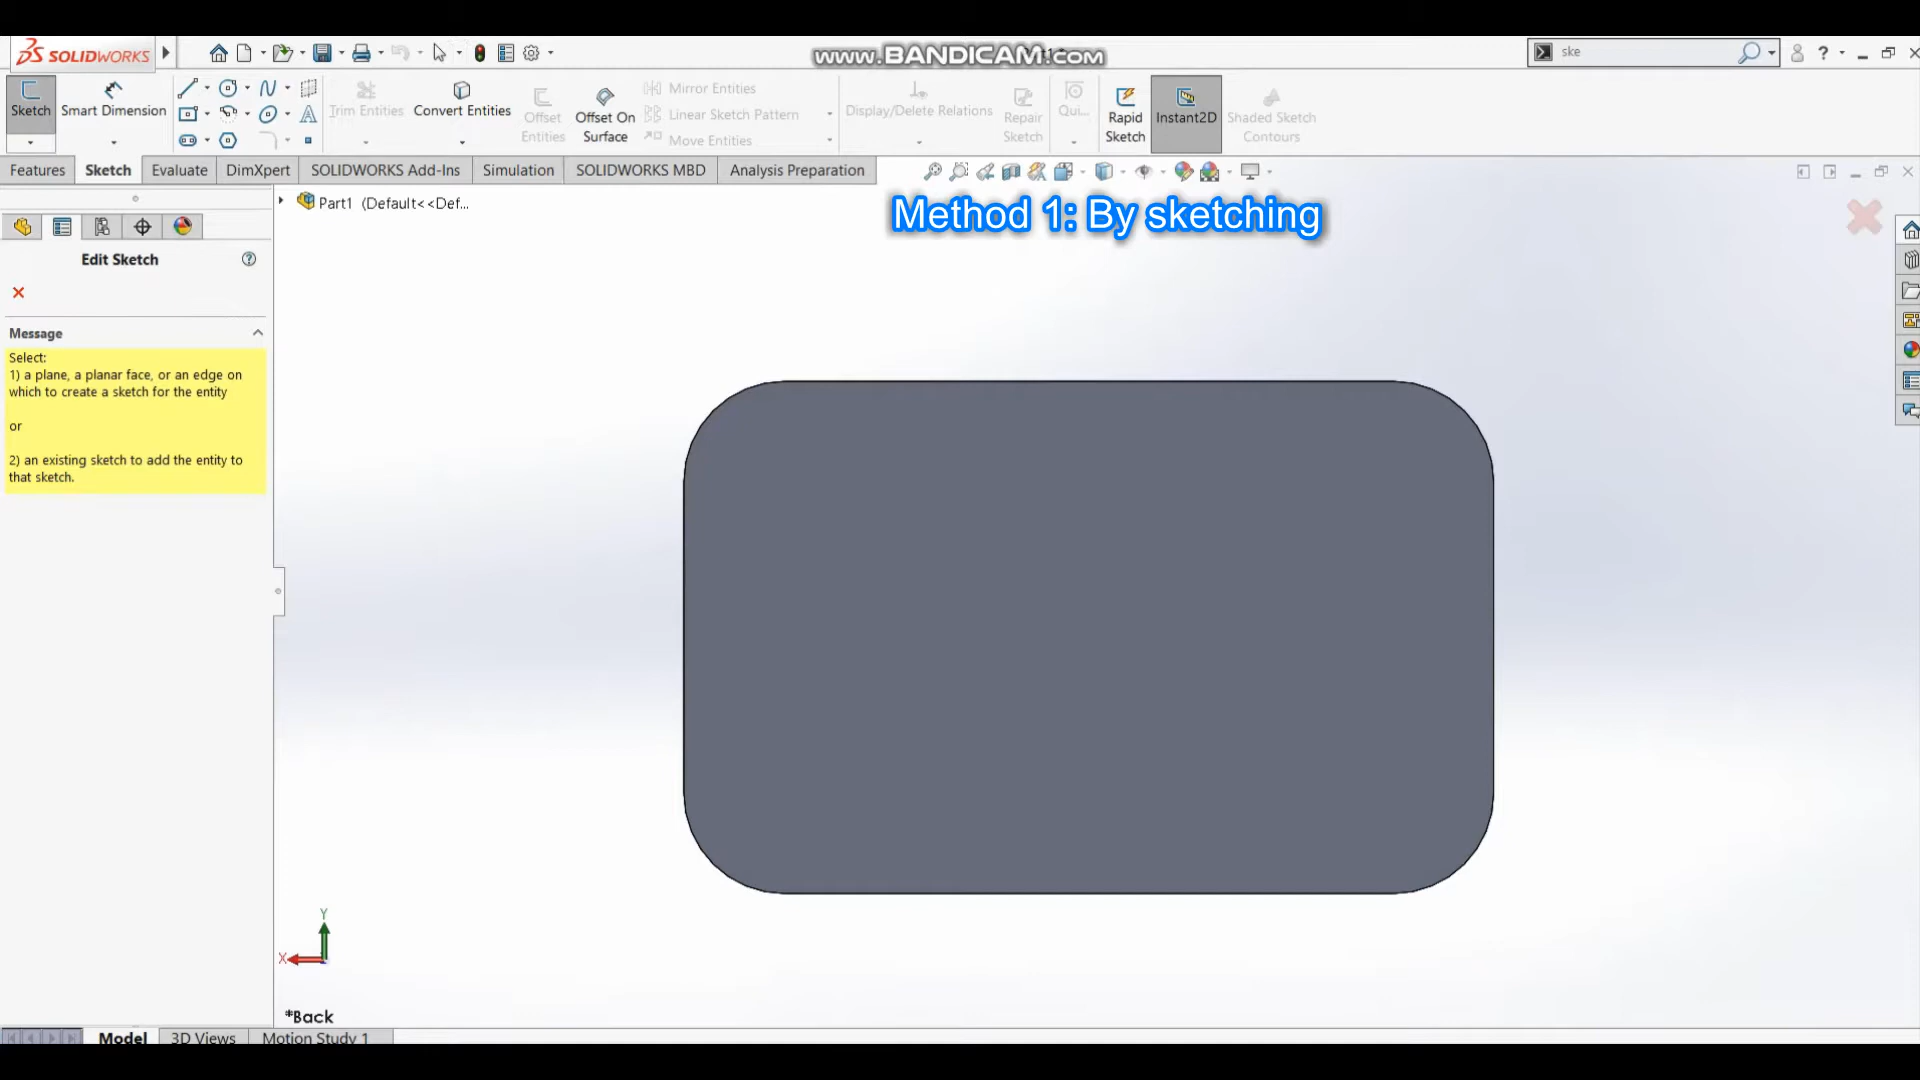 SOLIDWORKS
www.BANDICAM.com
ske
Sketch
Smart Dimension
Trim Entities
Convert Entities
Offset Entities
Offset On Surface
Mirror Entities
Linear Sketch Pattern
Move Entities
Display/Delete Relations
Repair Sketch
Qui...
Rapid Sketch
Instant2D
Shaded Sketch Contours
Features
Sketch
Evaluate
DimXpert
SOLIDWORKS Add-Ins
Simulation
SOLIDWORKS MBD
Analysis Preparation
Part1 (Default<<Def...
Method 1: By sketching
Edit Sketch
Message
Select:
1) a plane, a planar face, or an edge on
which to create a sketch for the entity
or
2) an existing sketch to add the entity to
that sketch.
Y
X
*Back
Model
3D Views
Motion Study 1